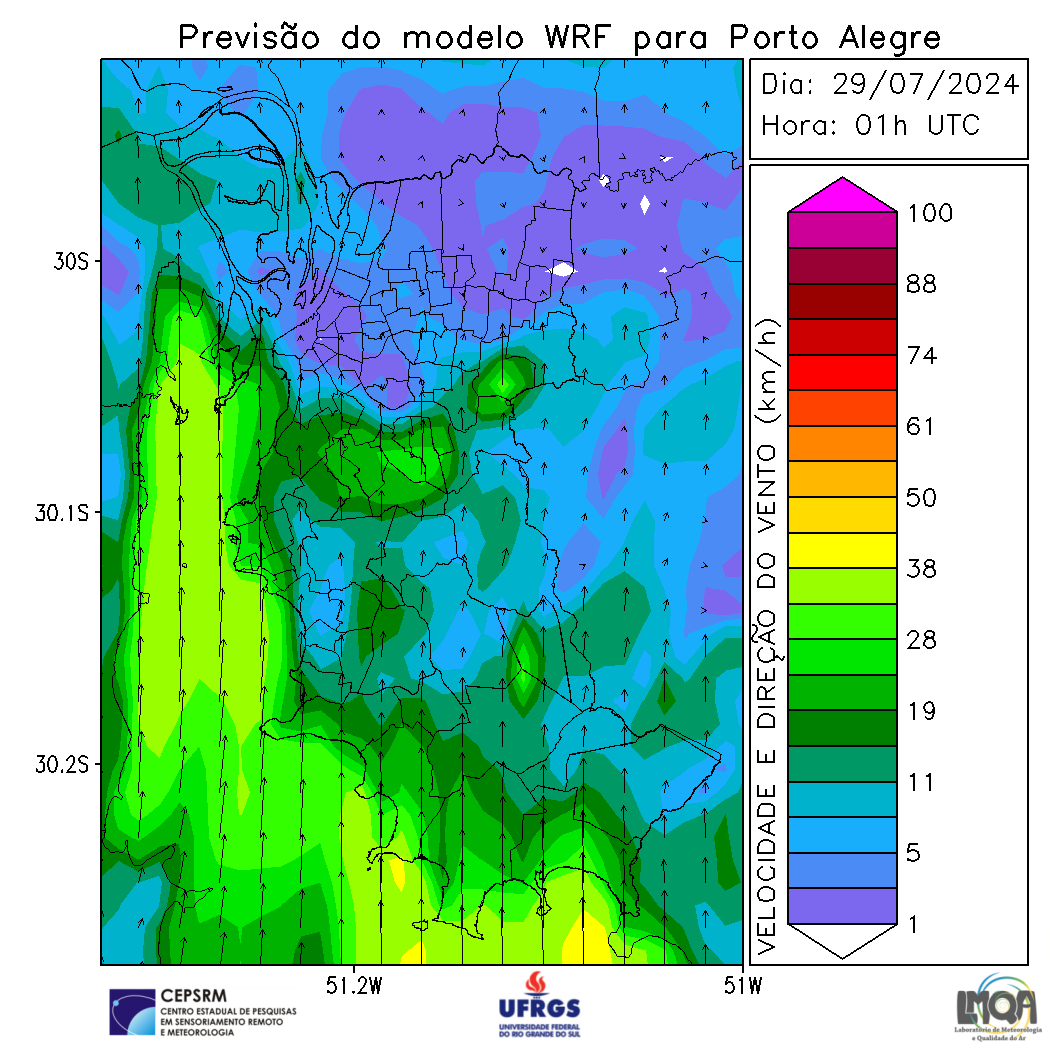 Previsão do modelo WRF para Porto Alegre
Dia: 29/07/2024
Hora: 01h UTC
30S
30.1S
30.2S
51.2W
51W
VELOCIDADE E DIREÇÃO DO VENTO (km/h)
100
88
74
61
50
38
28
19
11
5
1
CEPSRM
CENTRO ESTADUAL DE PESQUISAS
EM SENSORIAMENTO REMOTO
E METEOROLOGIA
UFRGS
UNIVERSIDADE FEDERAL
DO RIO GRANDE DO SUL
LMQA
Laboratório de Meteorologia
e Qualidade do Ar